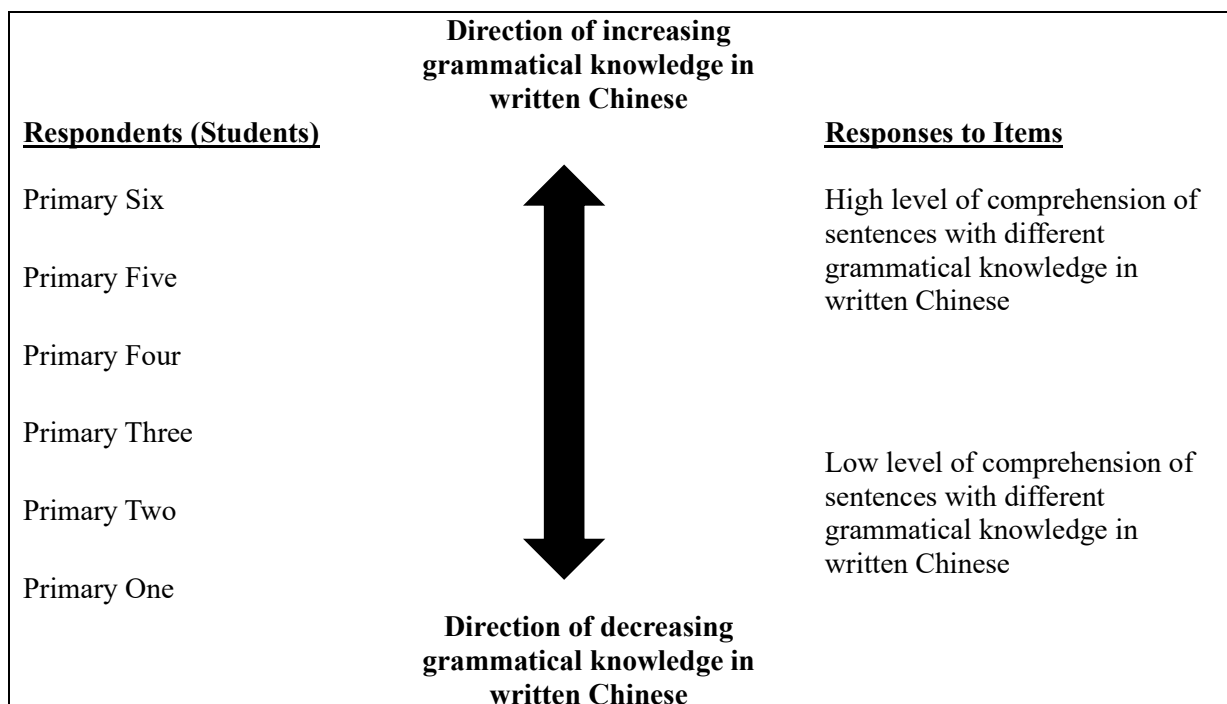 Direction of increasing
grammatical knowledge in
written Chinese
Respondents (Students)
Primary Six
Primary Five
Primary Four
Primary Three
Primary Two
Primary One
Responses to Items
High level of comprehension of
sentences with different
grammatical knowledge in
written Chinese
Low level of comprehension of
sentences with different
grammatical knowledge in
written Chinese
Direction of decreasing
grammatical knowledge in
written Chinese